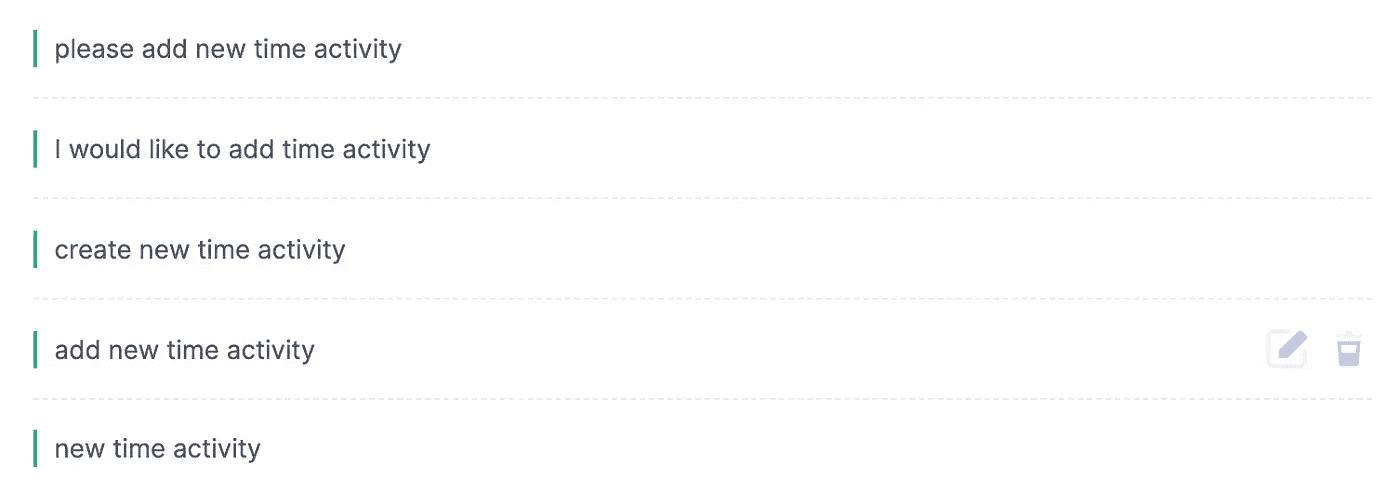 please add new time activity
I would like to add time activity
create new time activity
add new time activity
new time activity